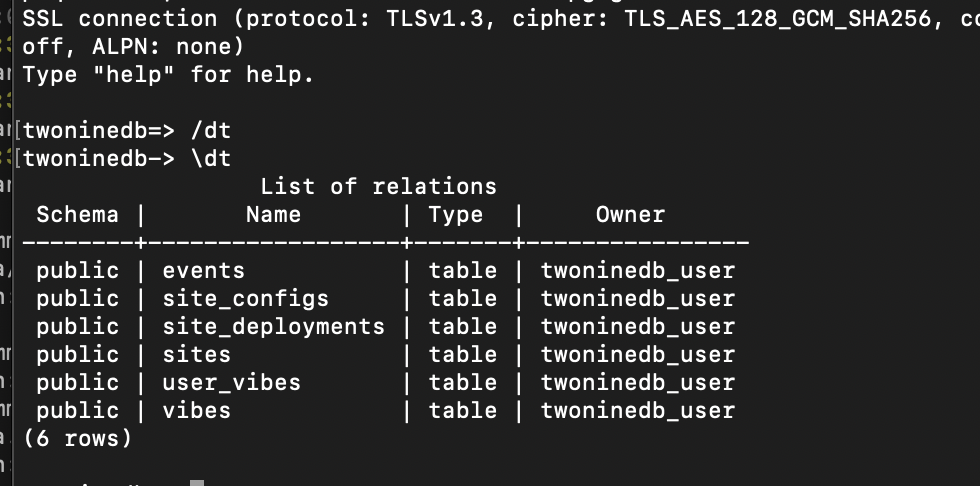 SSL connection (protocol: TLSv1.3, cipher: TLS_AES_128_GCM_SHA256,
off, ALPN: none)
Type "help" for help.
[twoninedb=> /dt
[twoninedb-> \dt
List of relations
Schema | Name | Type | Owner
--------+------------------+-------+----------------
public | events | table | twoninedb_user
public | site_configs | table | twoninedb_user
public | site_deployments | table | twoninedb_user
public | sites | table | twoninedb_user
public | user_vibes | table | twoninedb_user
public | vibes | table | twoninedb_user
(6 rows)